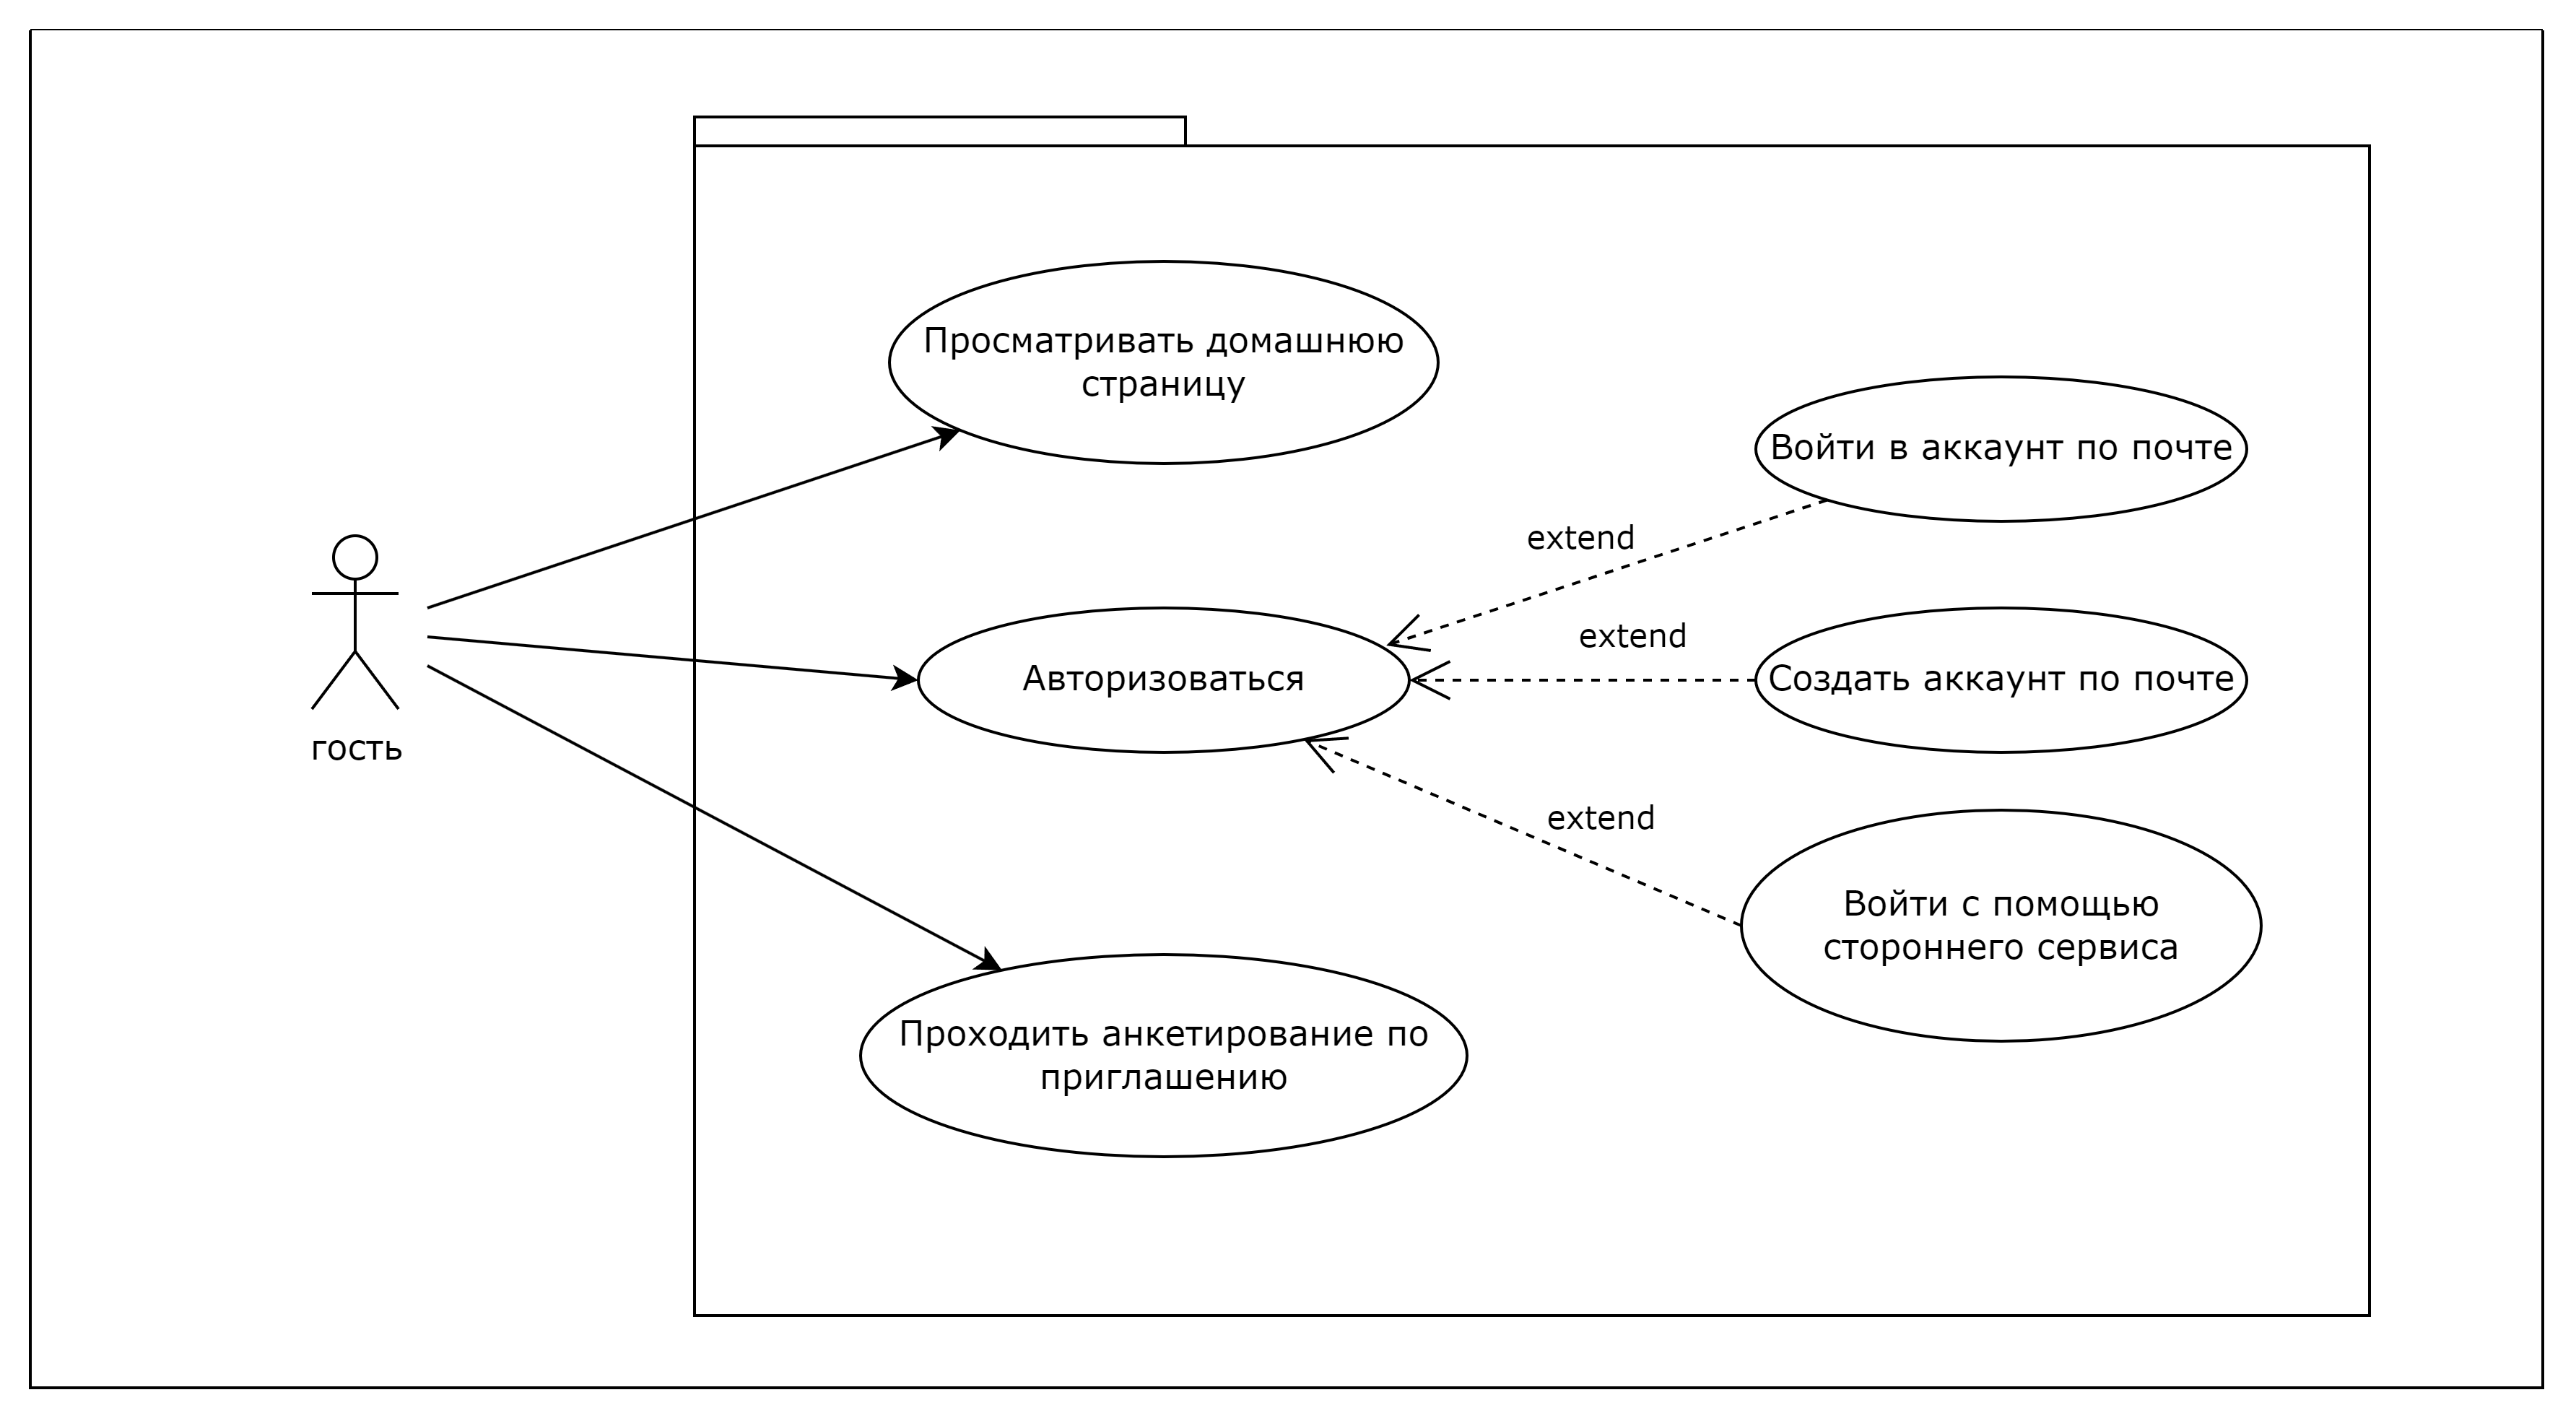 Просматривать домашнюю
страницу
Войти в аккаунт по почте
extend
extend
Авторизоваться
Создать аккаунт по почте
гость
extend
Войти с помощью
стороннего сервиса
Проходить анкетирование по
приглашению